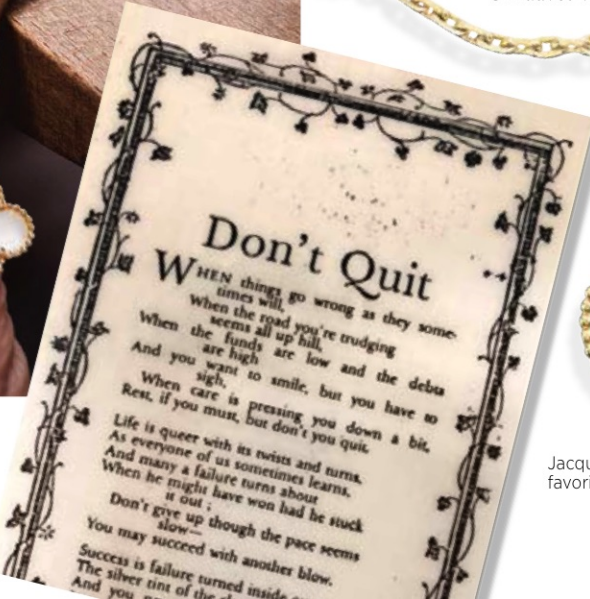 Don't Quit
WHEN things go wrong as they some-
times will,
When the road you're trudging
seems all up hill,
When the funds are low and the debts
are high
And you want to smile, but you have to
sigh,
When care is pressing you down a bit,
Rest, if you must, but don't you quit.
Life is queer with its twists and turns,
As everyone of us sometimes learns,
And many a failure turns about
When he might have won had he stuck
it out;
Don't give up though the pace seems
slow—
You may succeed with another blow.
Success is failure turned inside
The silver tint of the
And you
Jacqu
favori